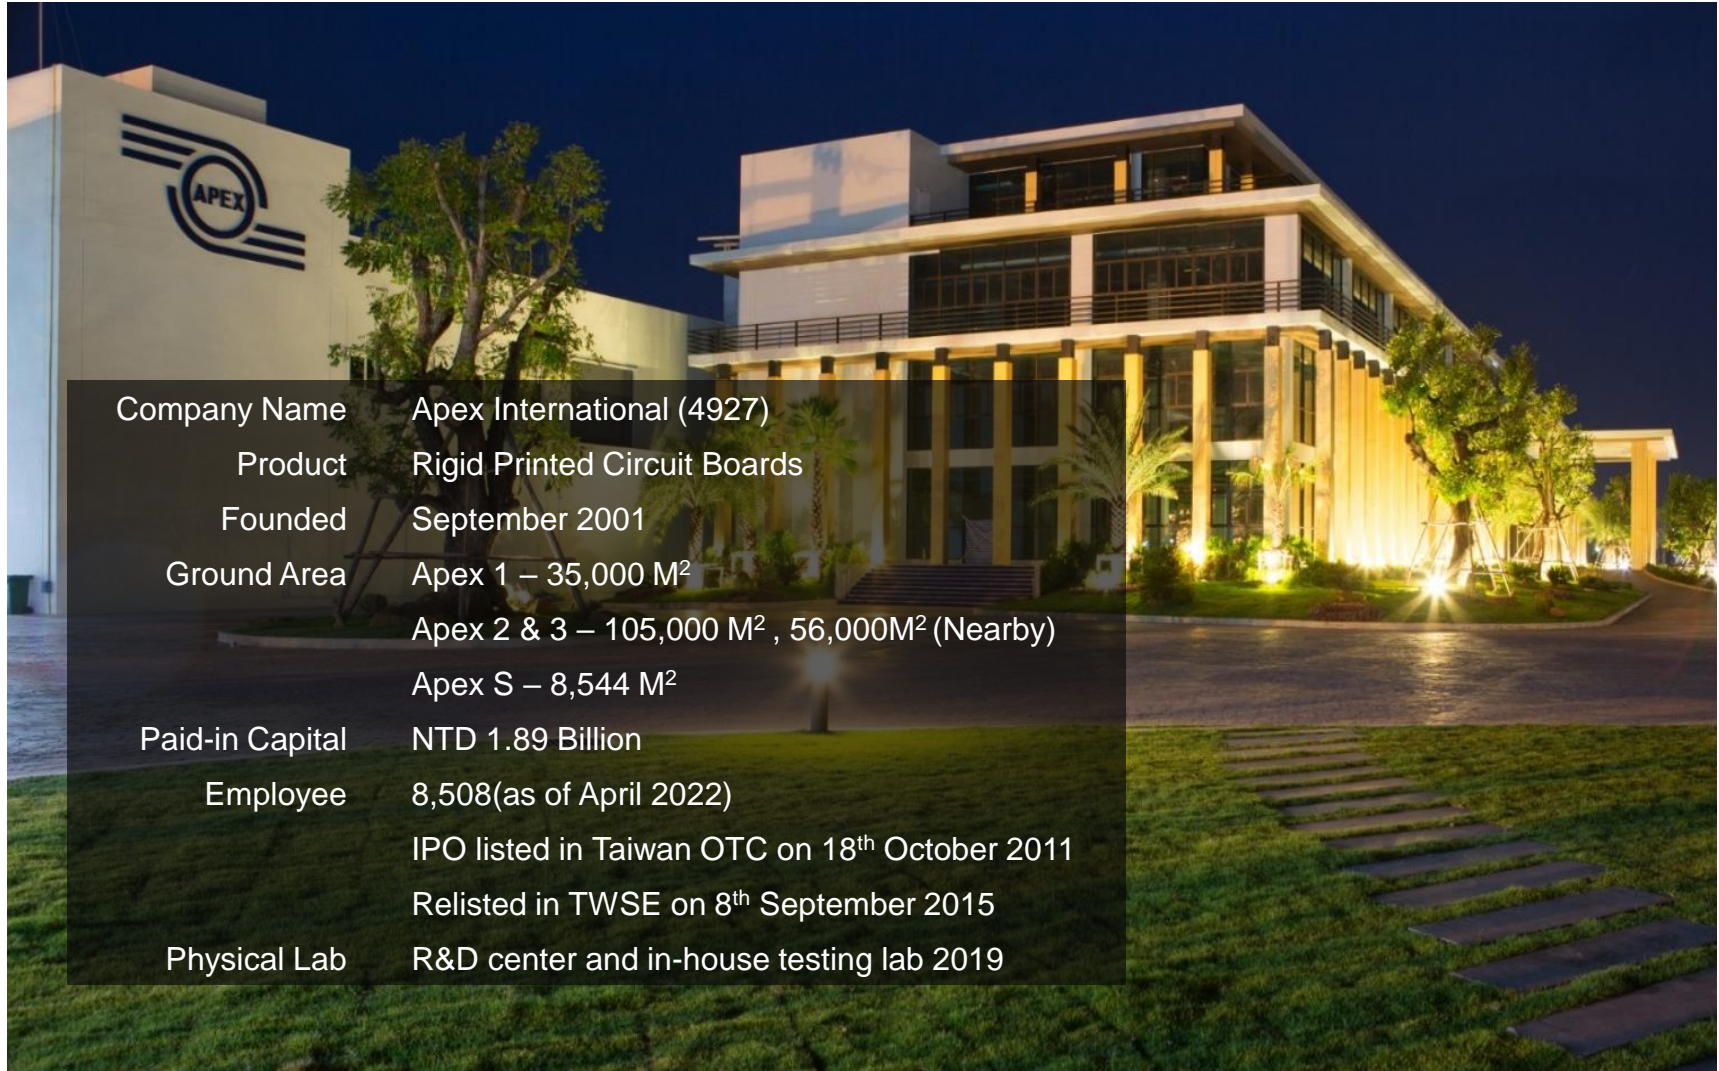 APEX
Company Name Apex International (4927)
Product Rigid Printed Circuit Boards
Founded September 2001
Ground Area Apex 1 – 35,000 M²
Apex 2 & 3 – 105,000 M² , 56,000M² (Nearby)
Apex S – 8,544 M²
Paid-in Capital NTD 1.89 Billion
Employee 8,508(as of April 2022)
IPO listed in Taiwan OTC on 18th October 2011
Relisted in TWSE on 8th September 2015
Physical Lab R&D center and in-house testing lab 2019